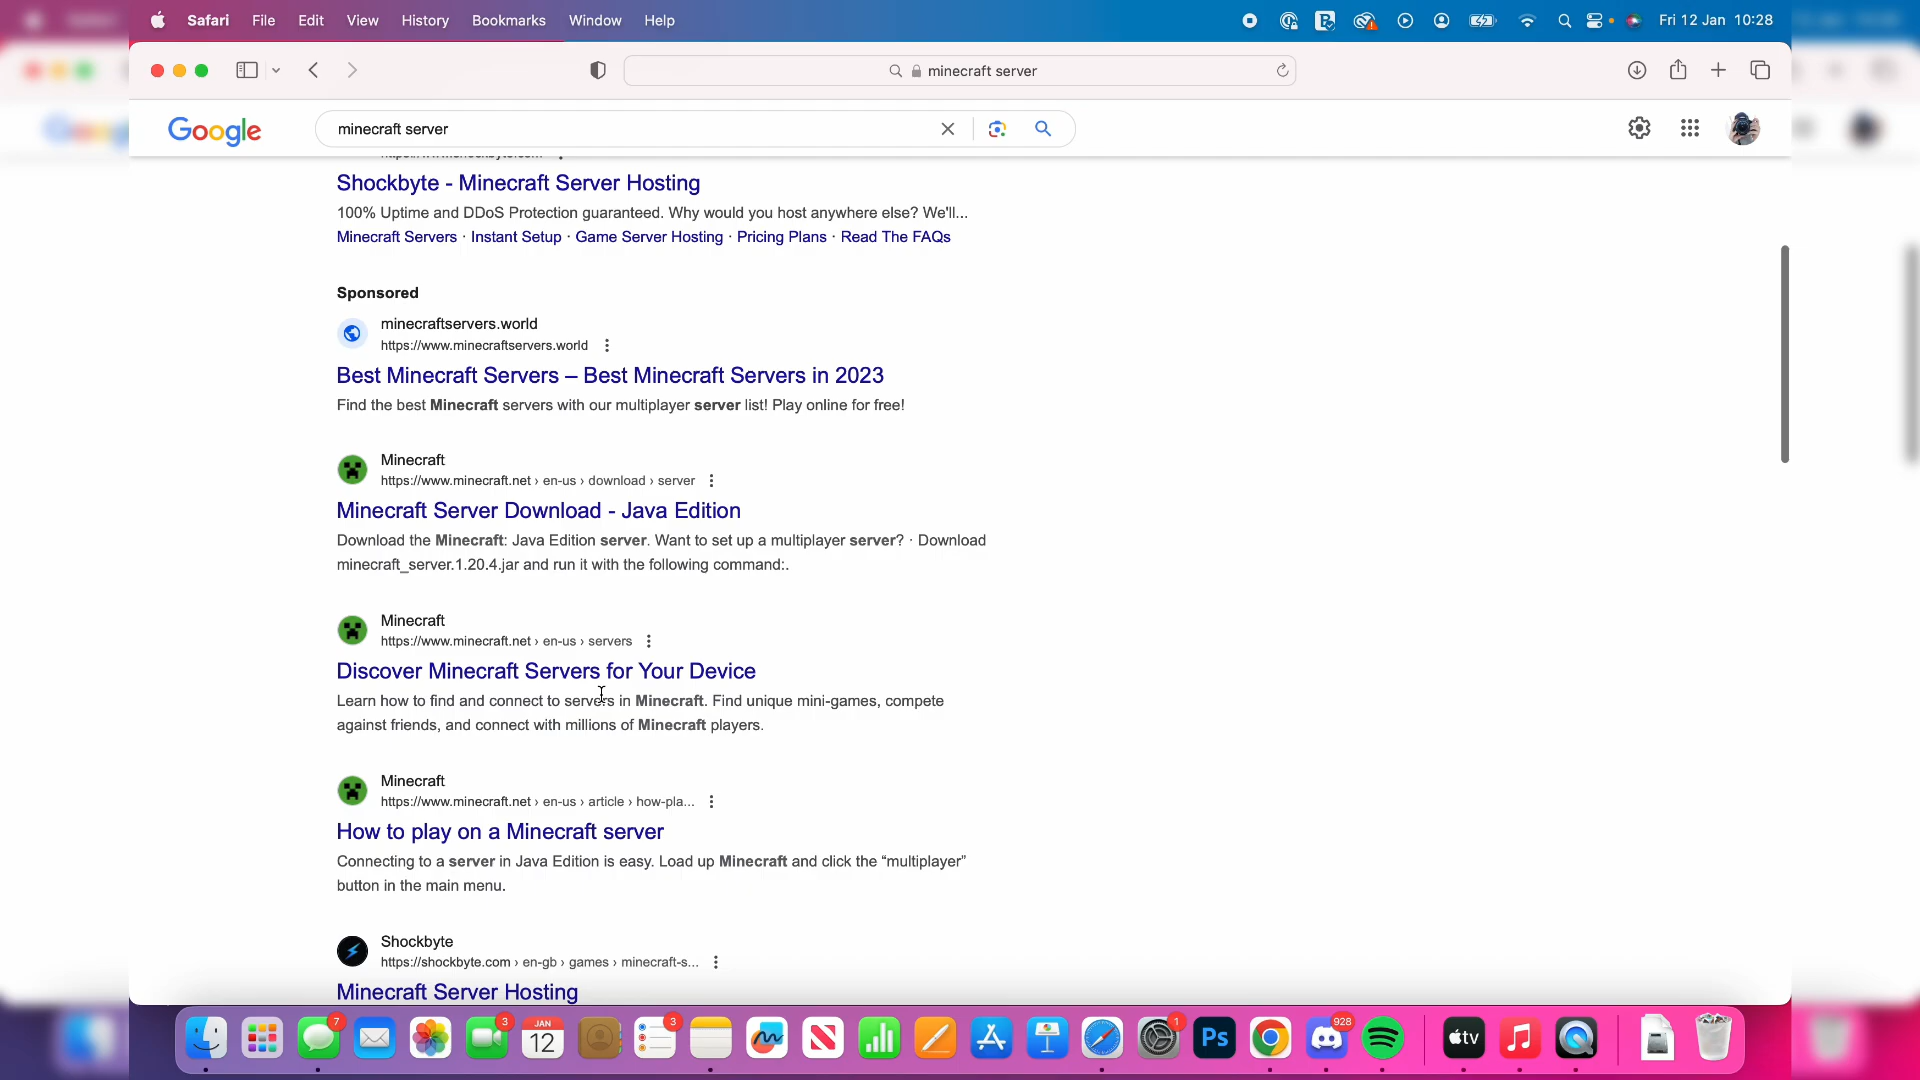 Safari File Edit View History Bookmarks Window Help Fri 12 Jan 10:28
minecraft server
Google minecraft server
Shockbyte - Minecraft Server Hosting
100% Uptime and DDoS Protection guaranteed. Why would you host anywhere else? We'll...
Minecraft Servers · Instant Setup · Game Server Hosting · Pricing Plans · Read The FAQs
Sponsored
minecraftservers.world
https://www.minecraftservers.world
Best Minecraft Servers – Best Minecraft Servers in 2023
Find the best Minecraft servers with our multiplayer server list! Play online for free!
Minecraft
https://www.minecraft.net › en-us › download › server
Minecraft Server Download - Java Edition
Download the Minecraft: Java Edition server. Want to set up a multiplayer server? · Download
minecraft_server.1.20.4.jar and run it with the following command:.
Minecraft
https://www.minecraft.net › en-us › servers
Discover Minecraft Servers for Your Device
Learn how to find and connect to servers in Minecraft. Find unique mini-games, compete
against friends, and connect with millions of Minecraft players.
Minecraft
https://www.minecraft.net › en-us › article › how-pla...
How to play on a Minecraft server
Connecting to a server in Java Edition is easy. Load up Minecraft and click the “multiplayer”
button in the main menu.
Shockbyte
https://shockbyte.com › en-gb › games › minecraft-s...
Minecraft Server Hosting
7 3 JAN 12 3 1 Ps 928 tv